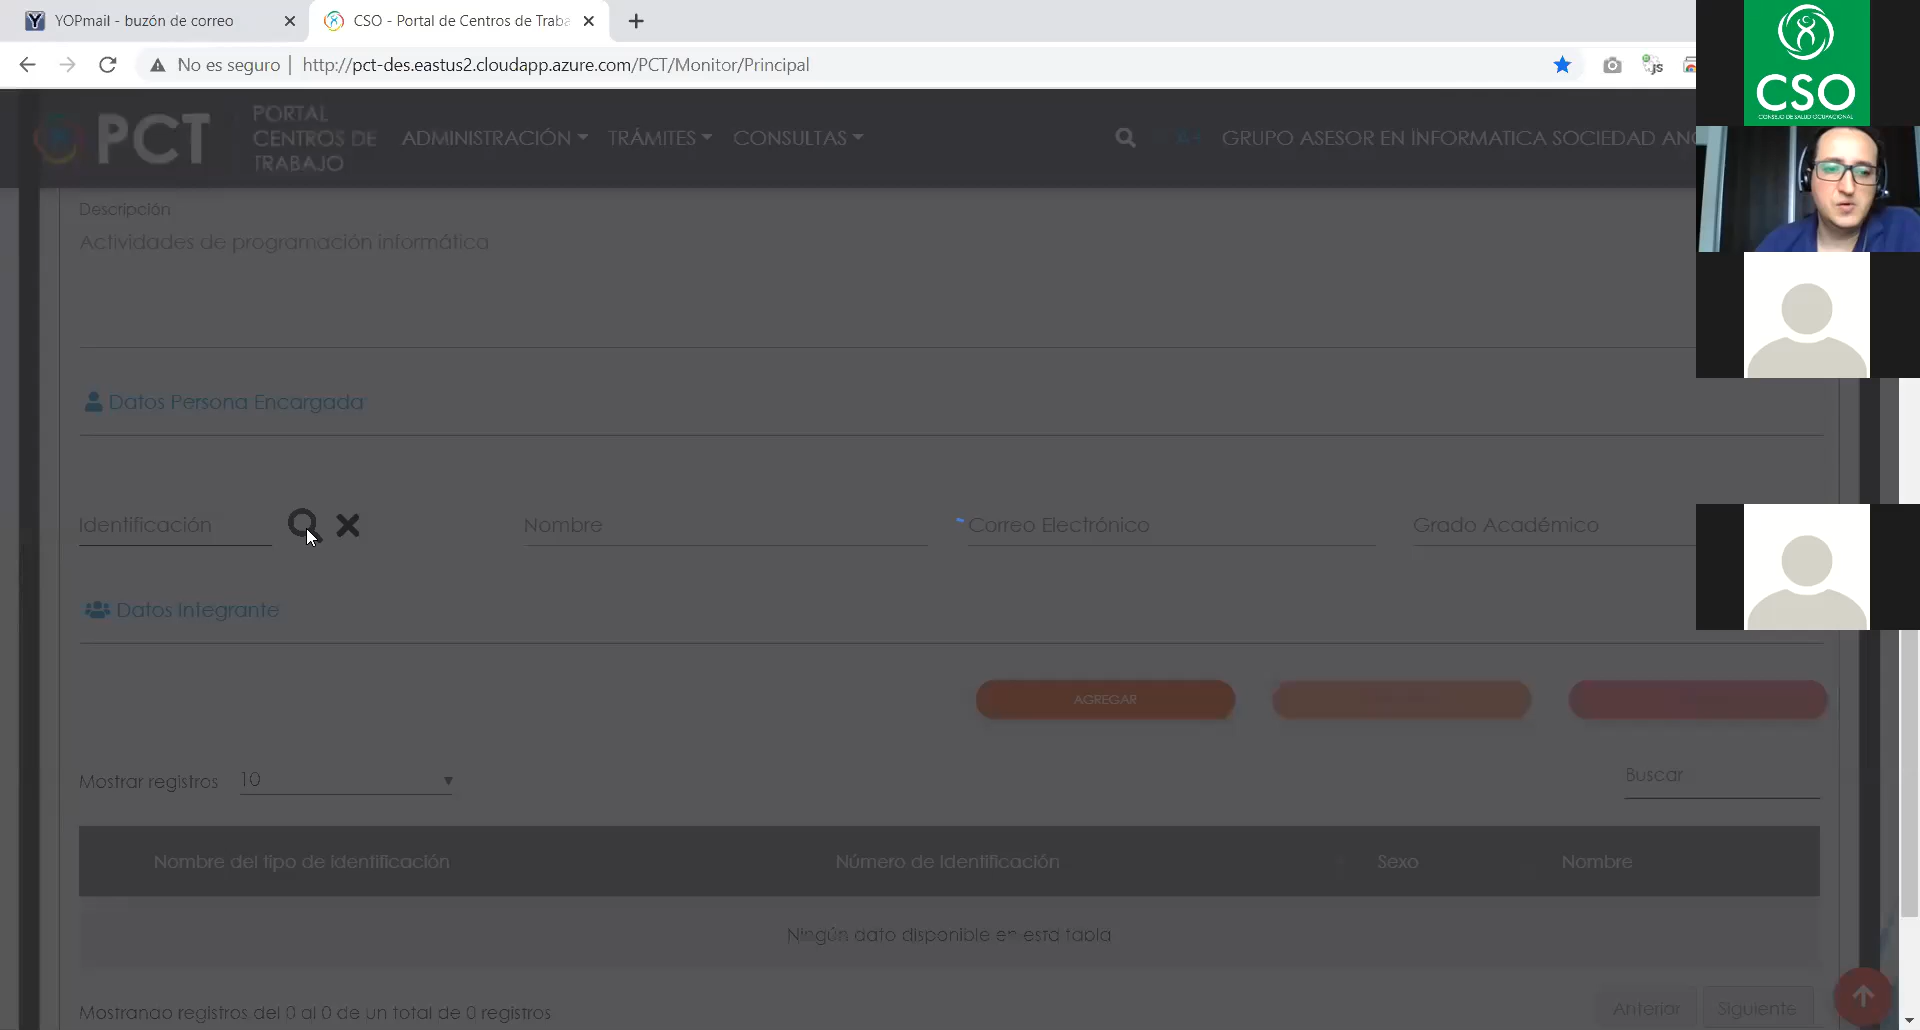 YOPmail - buzón de correo
CSO - Portal de Centros de Traba
No es seguro
http://pct-des.eastus2.cloudapp.azure.com/PCT/Monitor/Principal
CSO
CONSEJO DE SALUD OCUPACIONAL
PCT
PORTAL
CENTROS DE
TRABAJO
ADMINISTRACIÓN
TRÁMITES
CONSULTAS
GRUPO ASESOR EN INFORMATICA SOCIEDAD
Descripción
Actividades de programación informática
Datos Persona Encargada
Identificación
Nombre
Correo Electrónico
Grado Académico
Datos Integrante
AGREGAR
Mostrar registros
10
Buscar
Nombre del tipo de identificación
Número de identificación
Sexo
Nombre
Ningún dato disponible en esta tabla
Mostrando registros del 0 al 0 de un total de 0 registros
Anterior
Siguiente